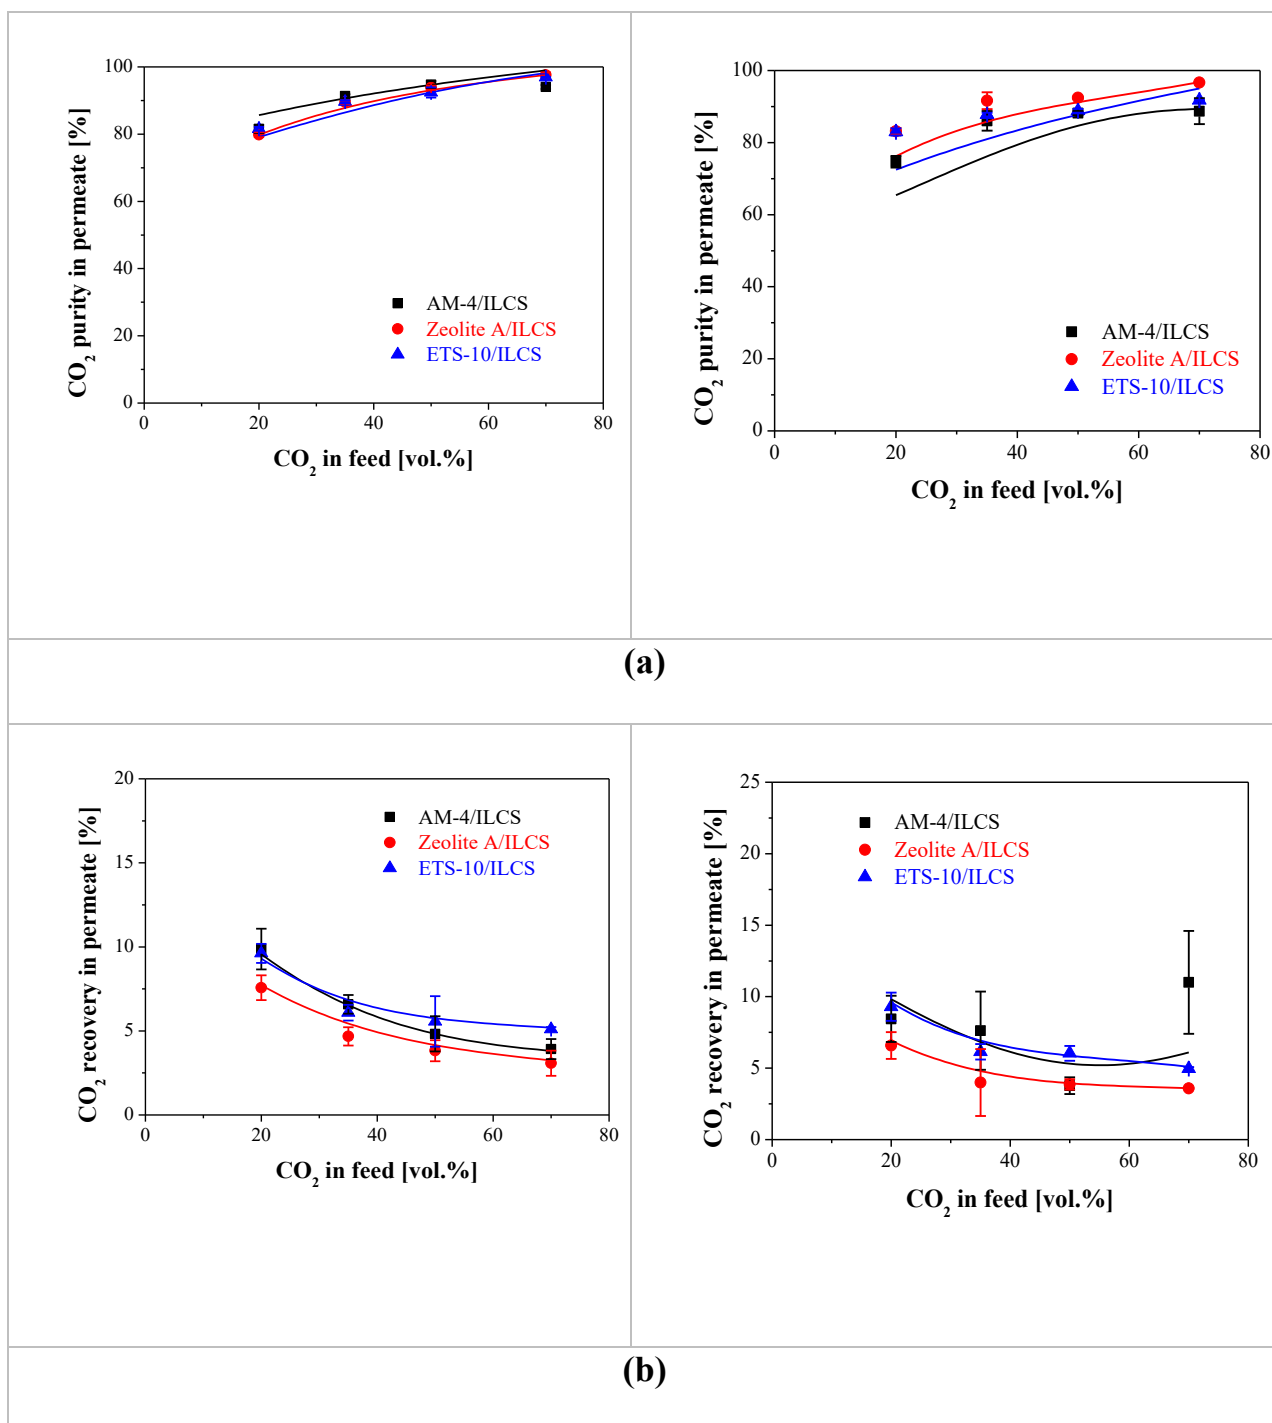 100
80
60
40
20
0
0 20 40 60 80
CO2 purity in permeate [%]
CO2 in feed [vol.%]
AM-4/ILCS
Zeolite A/ILCS
ETS-10/ILCS
100
80
60
40
20
0
0 20 40 60 80
CO2 purity in permeate [%]
CO2 in feed [vol.%]
AM-4/ILCS
Zeolite A/ILCS
ETS-10/ILCS
(a)
20
15
10
5
0
0 20 40 60 80
CO2 recovery in permeate [%]
CO2 in feed [vol.%]
AM-4/ILCS
Zeolite A/ILCS
ETS-10/ILCS
25
20
15
10
5
0
0 20 40 60 80
CO2 recovery in permeate [%]
CO2 in feed [vol.%]
AM-4/ILCS
Zeolite A/ILCS
ETS-10/ILCS
(b)